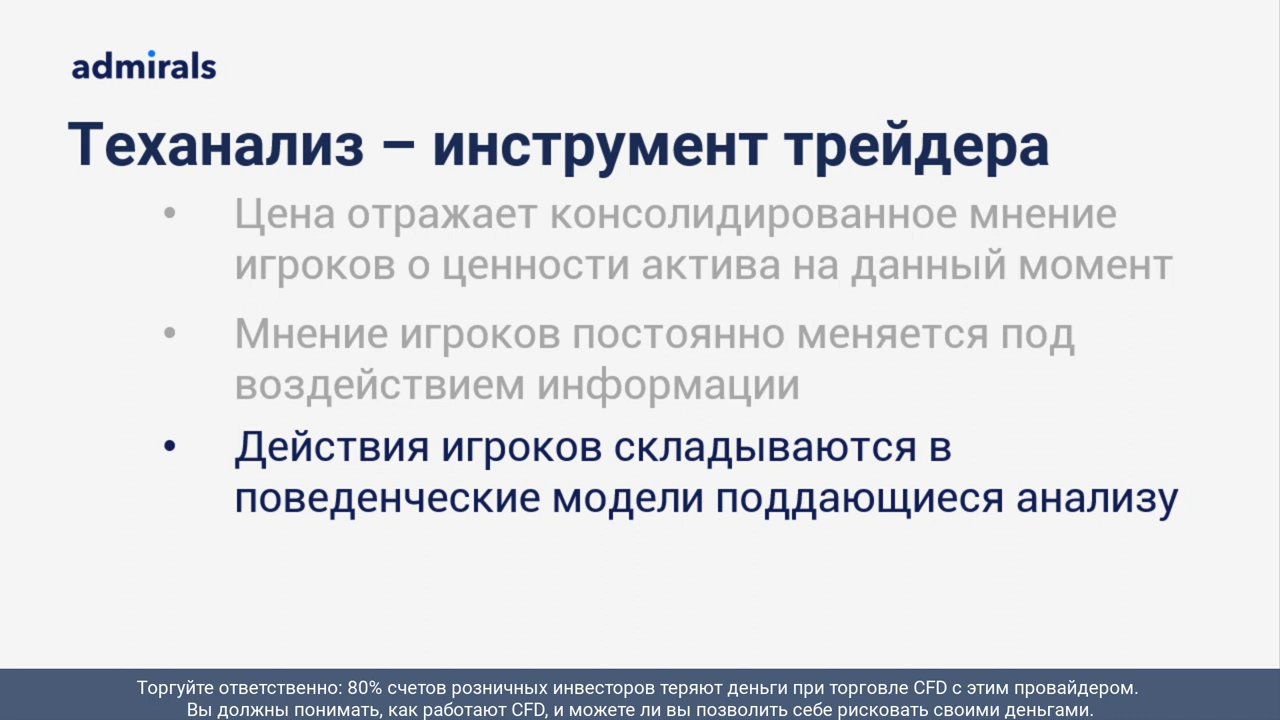 admirals
Теханализ – инструмент трейдера
• Цена отражает консолидированное мнение
игроков о ценности актива на данный момент
• Мнение игроков постоянно меняется под
воздействием информации
• Действия игроков складываются в
поведенческие модели поддающиеся анализу
Торгуйте ответственно: 80% счетов розничных инвесторов теряют деньги при торговле CFD с этим провайдером.
Вы должны понимать, как работают CFD, и можете ли вы позволить себе рисковать своими деньгами.